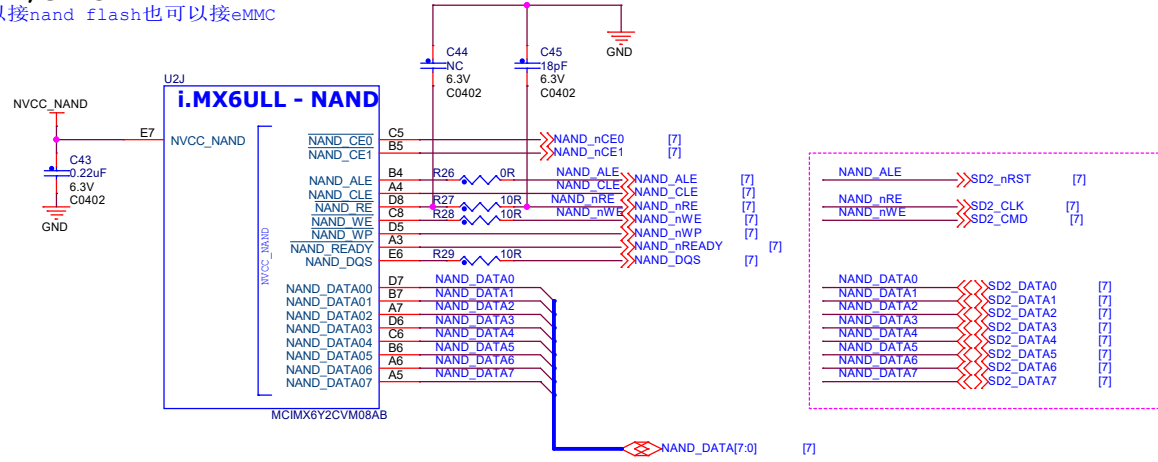 接nand flash也可以接eMMC
GND
C44
NC
6.3V
C0402
C45
18pF
6.3V
C0402
U2J
i.MX6ULL - NAND
NVCC_NAND
E7
NVCC_NAND
C43
0.22uF
6.3V
C0402
GND
NVCC_NAND
NAND_CE0
C5
NAND_nCE0
[7]
NAND_CE1
B5
NAND_nCE1
[7]
NAND_ALE
B4
R26
0R
NAND_ALE
NAND_ALE
[7]
NAND_CLE
A4
NAND_CLE
NAND_CLE
[7]
NAND_RE
D8
R27
10R
NAND_nRE
NAND_nRE
[7]
NAND_WE
C8
R28
10R
NAND_nWE
NAND_nWE
[7]
NAND_WP
D5
NAND_nWP
[7]
NAND_READY
A3
NAND_nREADY
[7]
NAND_DQS
E6
R29
10R
NAND_DQS
[7]
NAND_DATA00
D7
NAND_DATA0
NAND_DATA01
B7
NAND_DATA1
NAND_DATA02
A7
NAND_DATA2
NAND_DATA03
D6
NAND_DATA3
NAND_DATA04
C6
NAND_DATA4
NAND_DATA05
B6
NAND_DATA5
NAND_DATA06
A6
NAND_DATA6
NAND_DATA07
A5
NAND_DATA7
MCIMX6Y2CVM08AB
NAND_DATA[7:0]
[7]
NAND_ALE
SD2_nRST
[7]
NAND_nRE
SD2_CLK
[7]
NAND_nWE
SD2_CMD
[7]
NAND_DATA0
SD2_DATA0
[7]
NAND_DATA1
SD2_DATA1
[7]
NAND_DATA2
SD2_DATA2
[7]
NAND_DATA3
SD2_DATA3
[7]
NAND_DATA4
SD2_DATA4
[7]
NAND_DATA5
SD2_DATA5
[7]
NAND_DATA6
SD2_DATA6
[7]
NAND_DATA7
SD2_DATA7
[7]